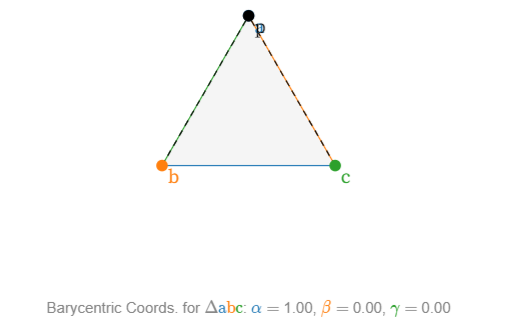 p
b
c
Barycentric Coords. for Δabc: α = 1.00, β = 0.00, γ = 0.00